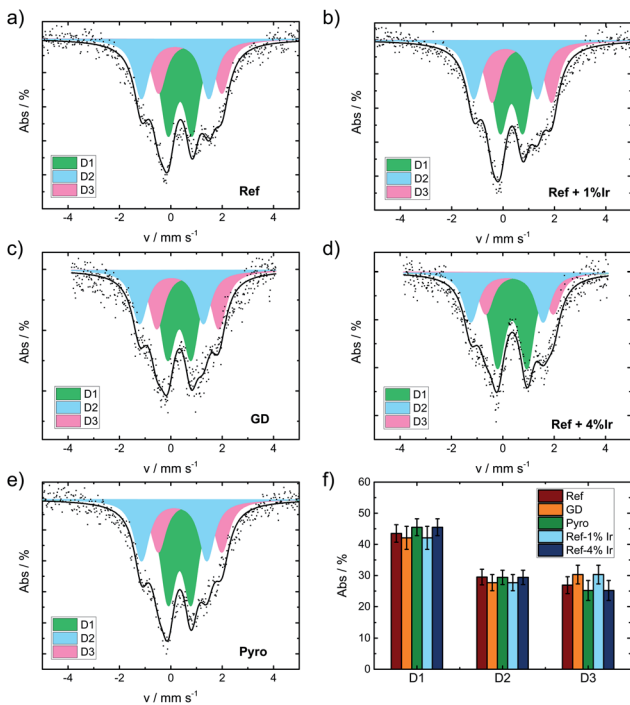 a)
Abs / %
D1
D2
D3
Ref
-4 -2 0 2 4
v / mm s⁻¹
b)
Abs / %
D1
D2
D3
Ref + 1%Ir
-4 -2 0 2 4
v / mm s⁻¹
c)
Abs / %
D1
D2
D3
GD
-4 -2 0 2 4
v / mm s⁻¹
d)
Abs / %
D1
D2
D3
Ref + 4%Ir
-4 -2 0 2 4
v / mm s⁻¹
e)
Abs / %
D1
D2
D3
Pyro
-4 -2 0 2 4
v / mm s⁻¹
f)
Abs / %
60
50
40
30
20
10
0
Ref
GD
Pyro
Ref-1% Ir
Ref-4% Ir
D1 D2 D3